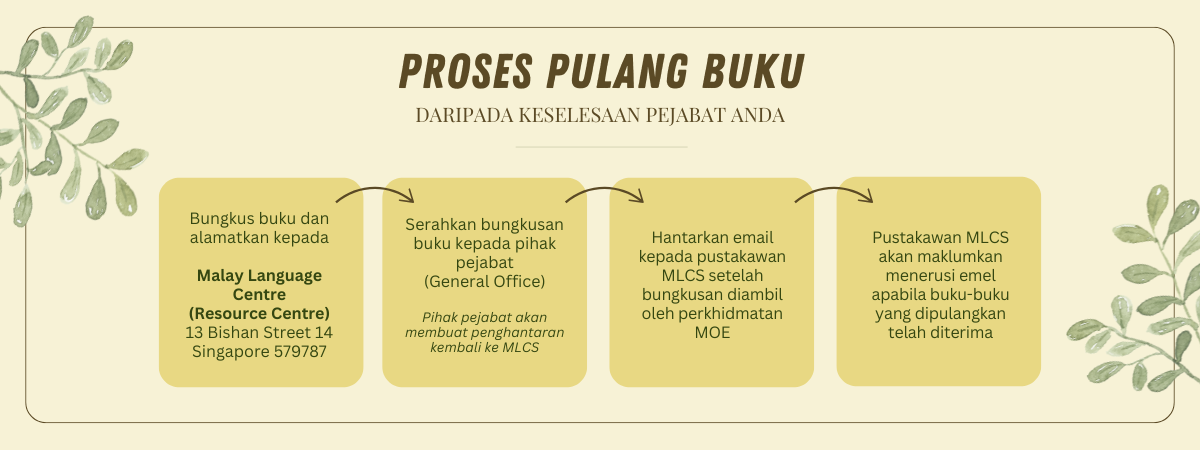 PROSES PULANG BUKU
DARIPADA KESELESAAN PEJABAT ANDA
Bungkus buku dan
alamatkan kepada
Malay Language
Centre
(Resource Centre)
13 Bishan Street 14
Singapore 579787
Serahkan bungkusan
buku kepada pihak
pejabat
(General Office)
Pihak pejabat akan
membuat penghantaran
kembali ke MLCS
Hantarkan email
kepada pustakawan
MLCS setelah
bungkusan diambil
oleh perkhidmatan
MOE
Pustakawan MLCS
akan maklumkan
menerusi emel
apabila buku-buku
yang dipulangkan
telah diterima